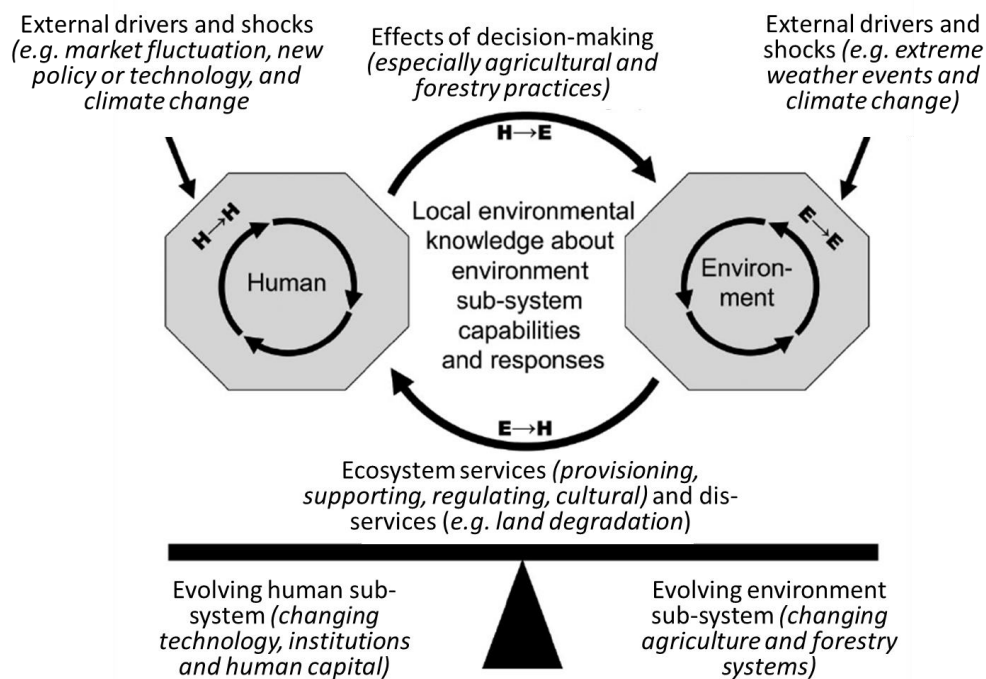 External drivers and shocks
(e.g. market fluctuation, new
policy or technology, and
climate change
Effects of decision-making
(especially agricultural and
forestry practices)
External drivers and
shocks (e.g. extreme
weather events and
climate change)
H→E
H→H
Human
Local environmental
knowledge about
environment
sub-system
capabilities
and responses
E→E
Environ-
ment
E→H
Ecosystem services (provisioning,
supporting, regulating, cultural) and dis-
services (e.g. land degradation)
Evolving human sub-
system (changing
technology, institutions
and human capital)
Evolving environment
sub-system (changing
agriculture and forestry
systems)